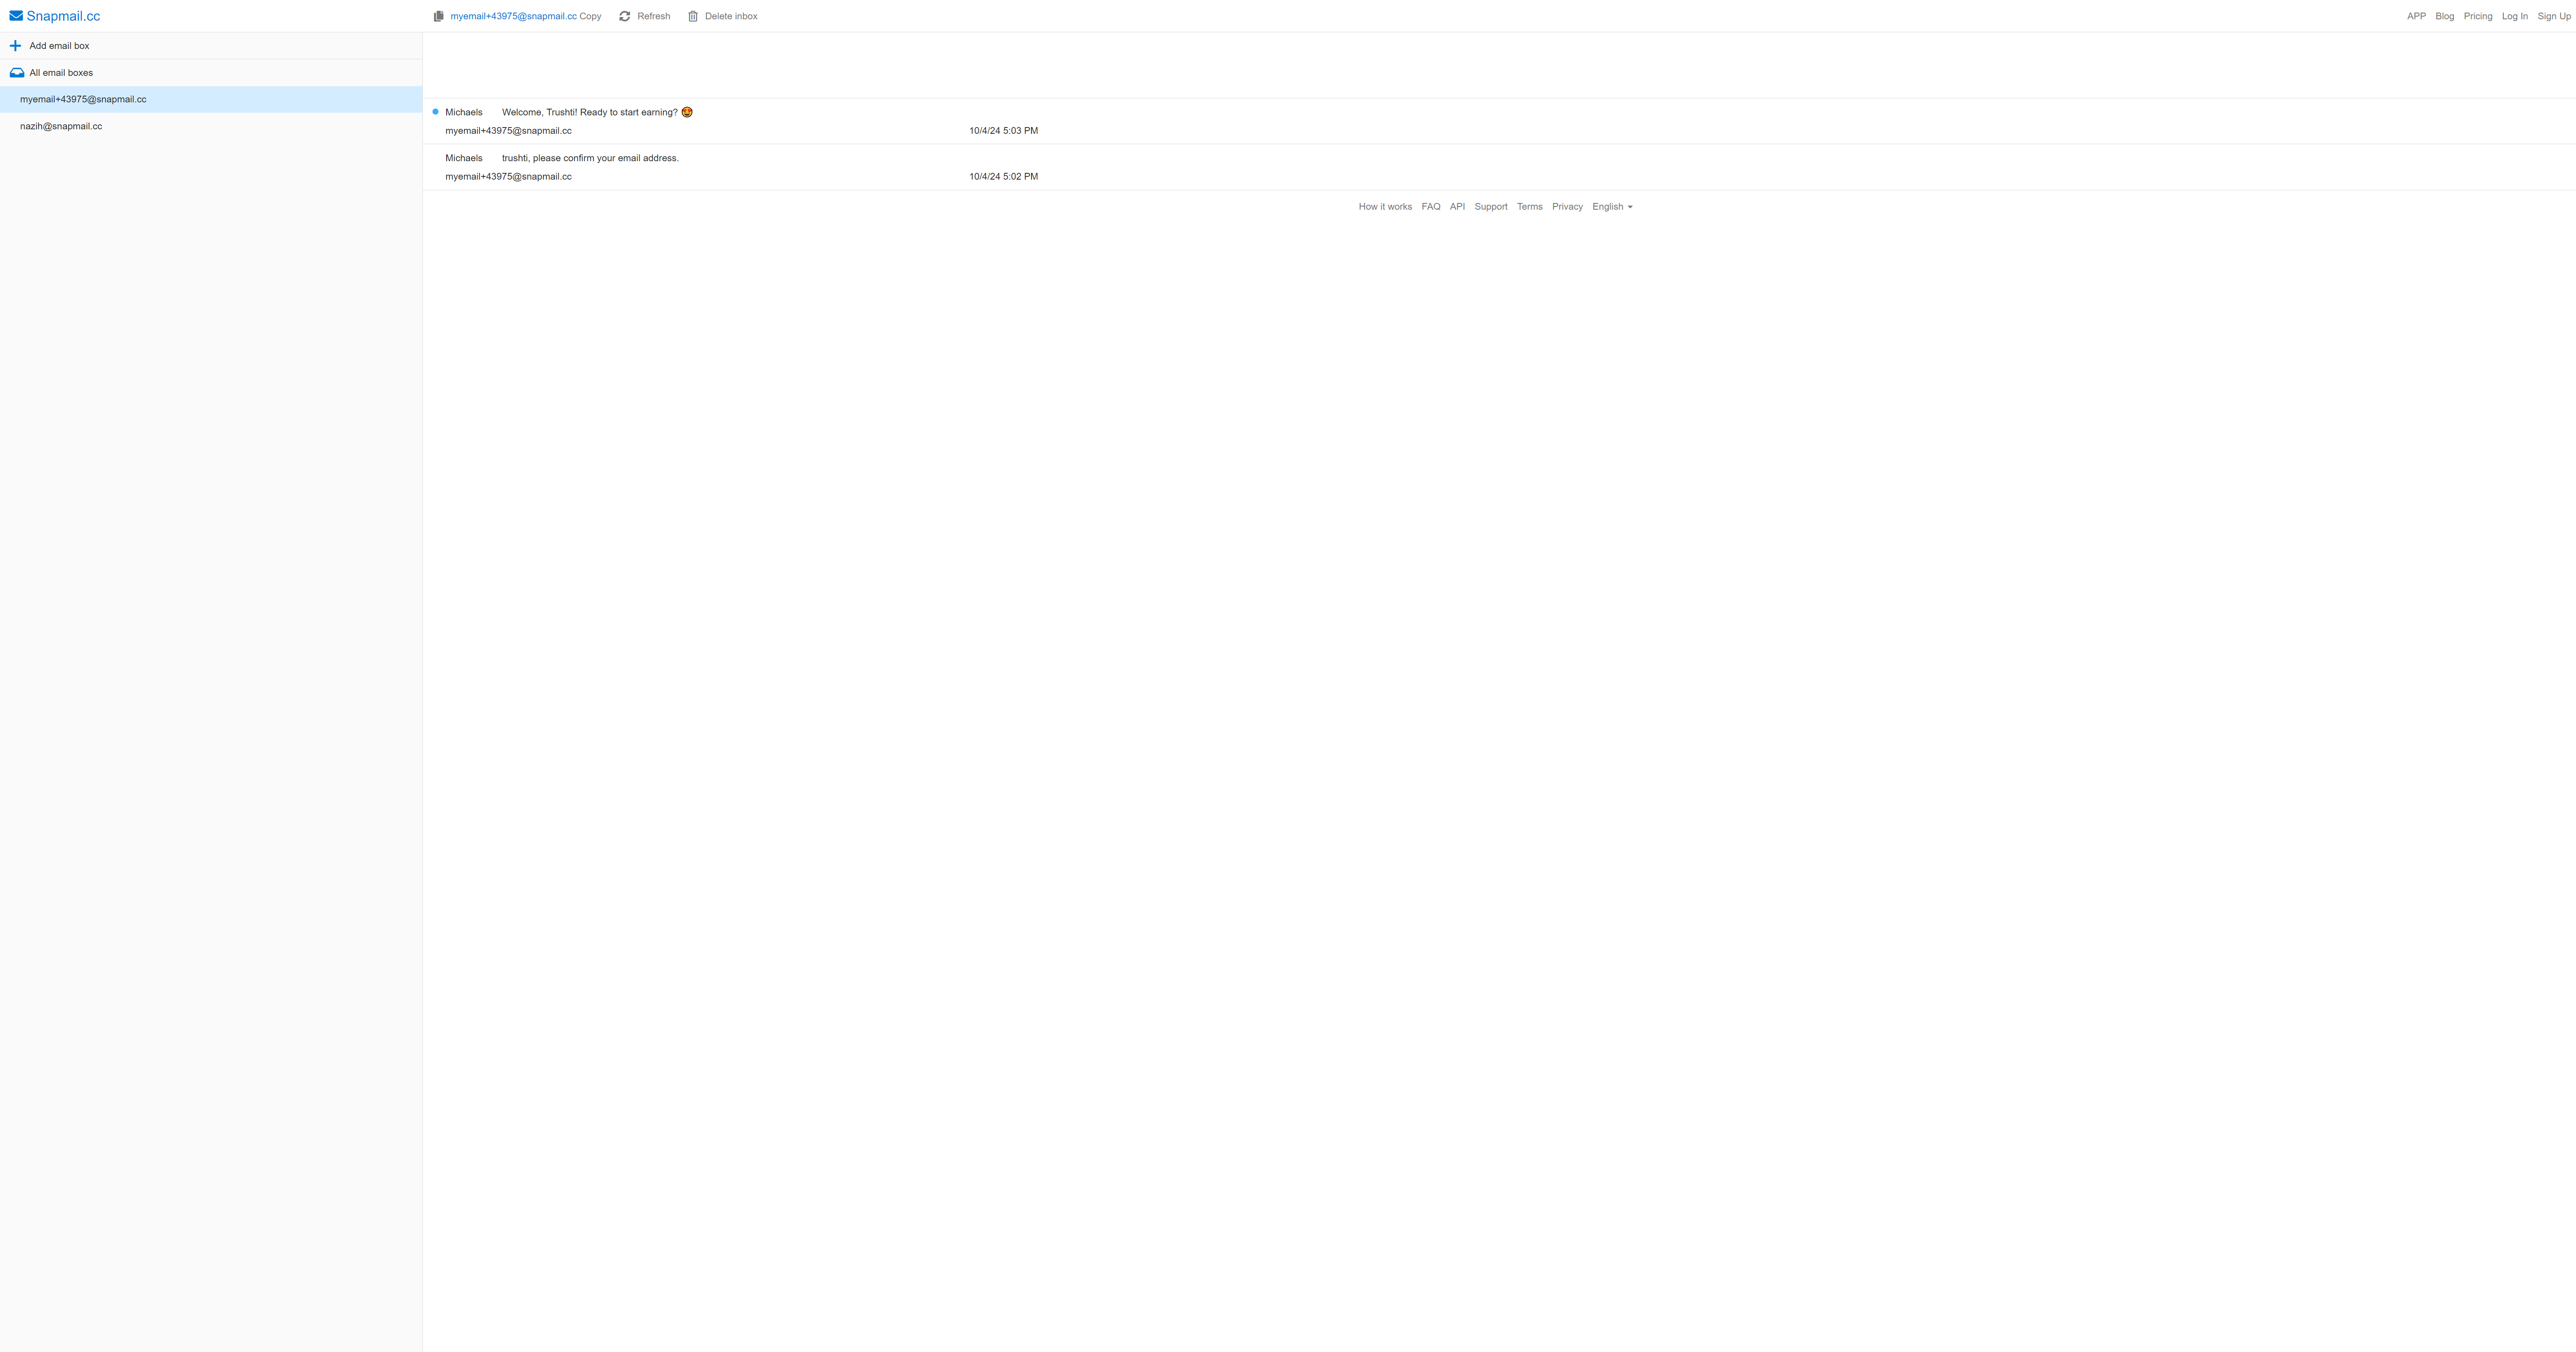 Snapmail.cc
myemail+43975@snapmail.cc Copy Refresh Delete inbox
APP Blog Pricing Log In Sign Up
Add email box
All email boxes
myemail+43975@snapmail.cc
nazih@snapmail.cc
Michaels Welcome, Trushti! Ready to start earning? 🤩
myemail+43975@snapmail.cc 10/4/24 5:03 PM
Michaels trushti, please confirm your email address.
myemail+43975@snapmail.cc 10/4/24 5:02 PM
How it works FAQ API Support Terms Privacy English